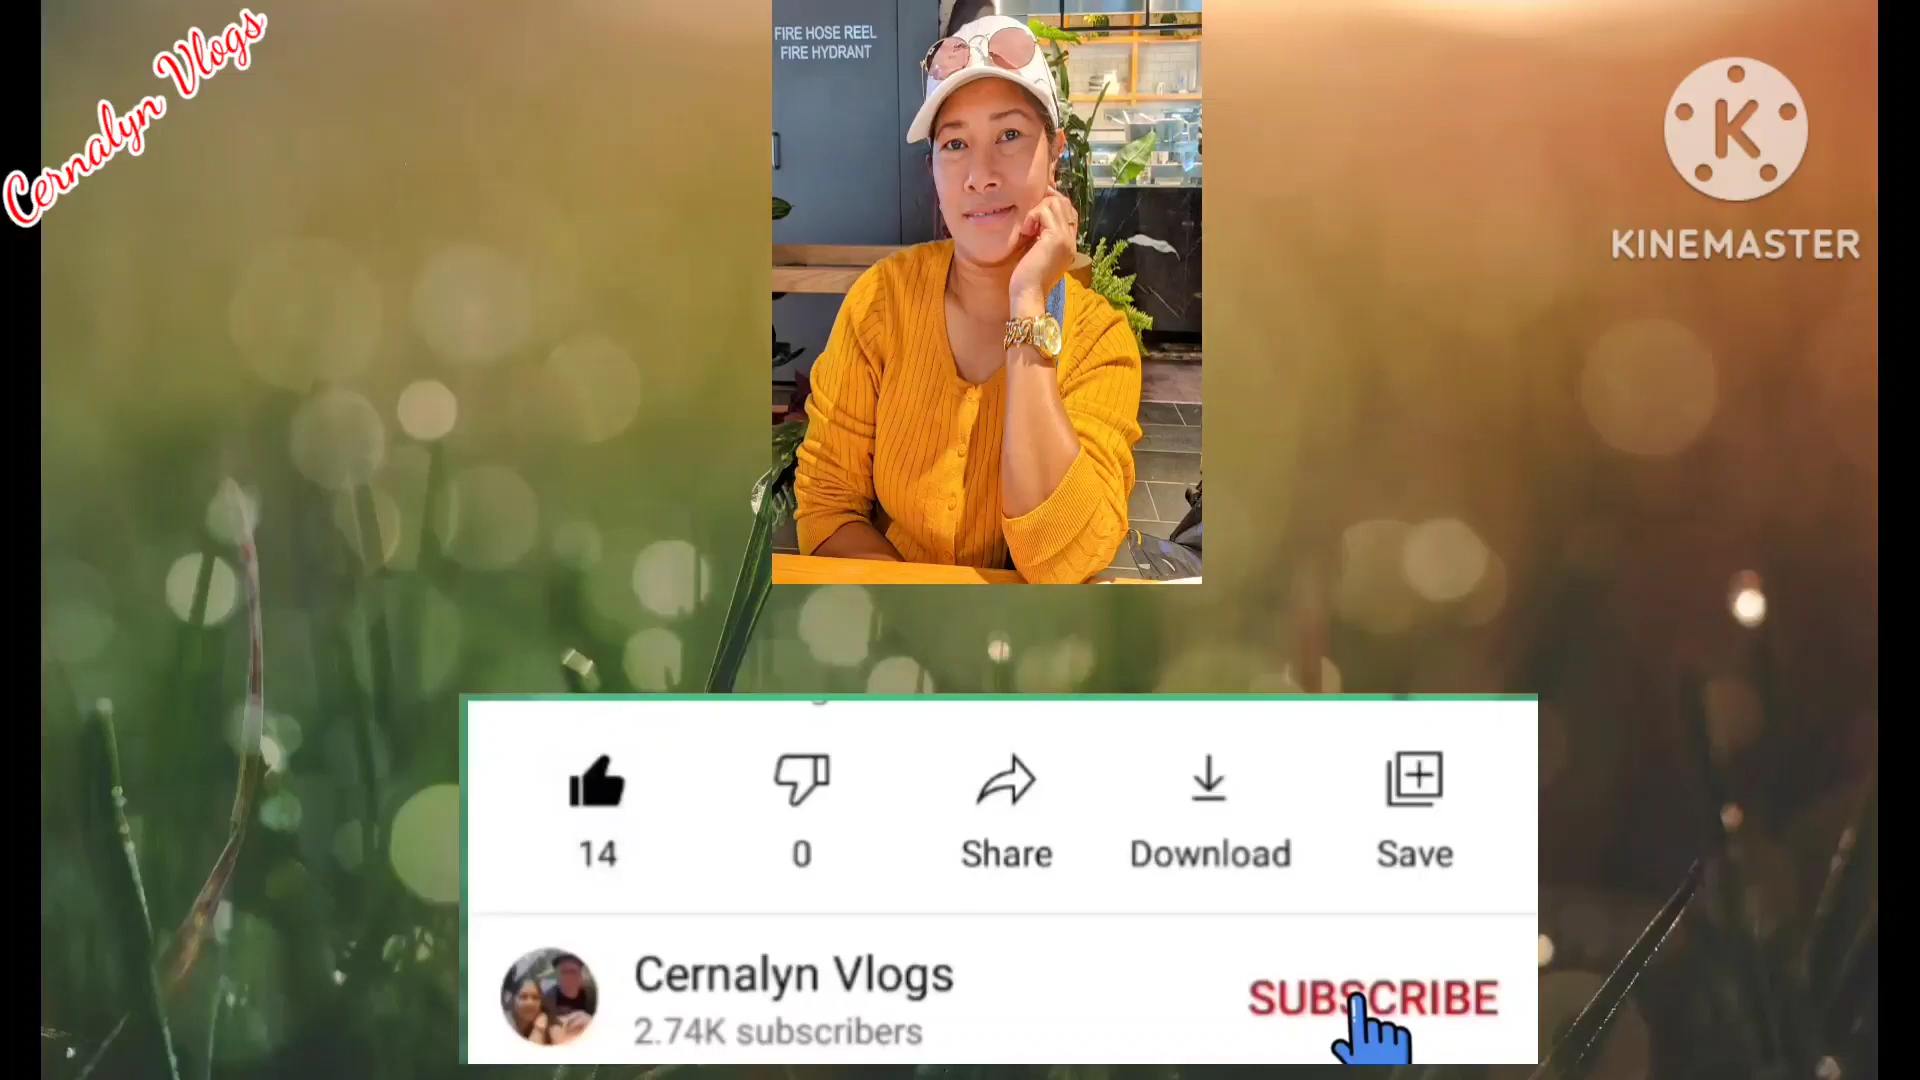 Cernalyn Vlogs
FIRE HOSE REEL
FIRE HYDRANT
K
KINEMASTER
14
0
Share
Download
Save
Cernalyn Vlogs
2.74K subscribers
SUBSCRIBE